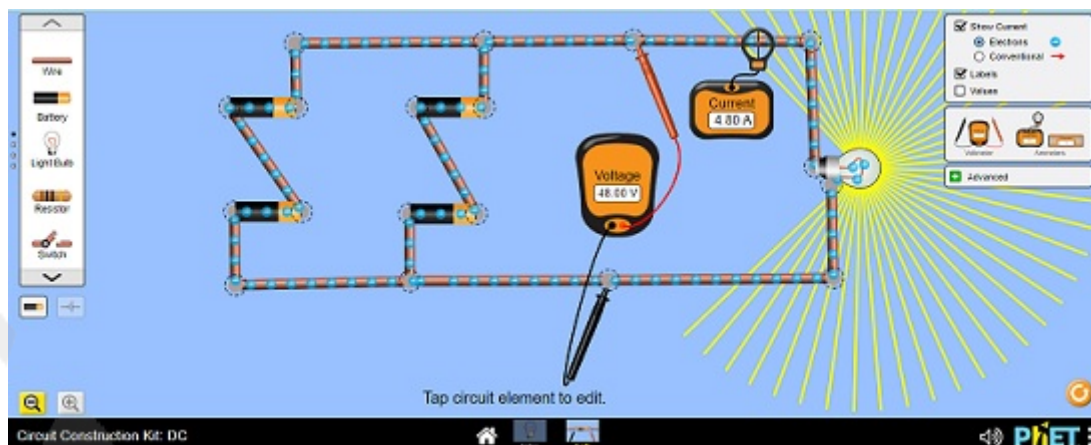 Wire
Battery
Light Bulb
Resistor
Switch
Current
4.80 A
Voltage
48.00 V
Show Current
Electrons
Conventional
Labels
Values
Voltmeter
Ammeters
Advanced
Tap circuit element to edit.
Circuit Construction Kit: DC
PhET